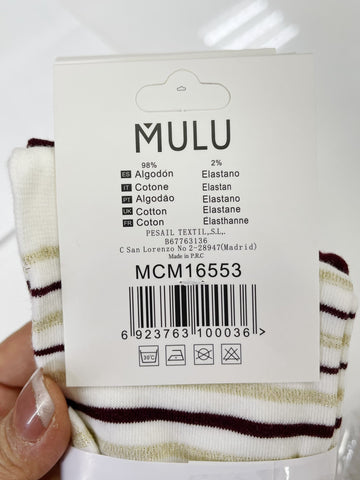 MULU
98% 2%
ES Algodón Elastano
IT Cotone Elastan
PT Algodão Elastano
UK Cotton Elastane
FR Coton Elasthanne
PESAIL TEXTIL,S.L,.
B67763136
C San Lorenzo No 2-28947(Madrid)
Made in P.R.C
MCM16553
6 923763 100036 >
30°C